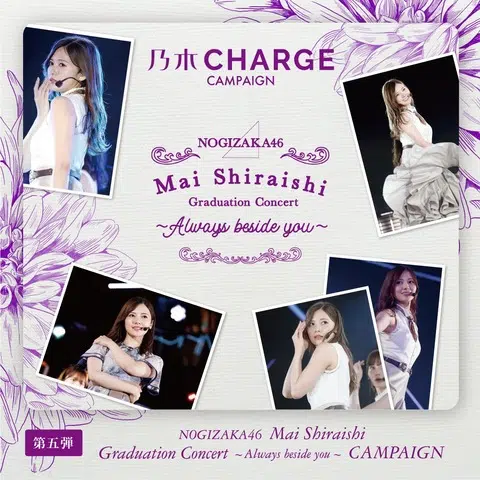 乃木CHARGE
CAMPAIGN
NOGIZAKA46
Mai Shiraishi
Graduation Concert
~Always beside you~
第五弾
NOGIZAKA46 Mai Shiraishi
Graduation Concert ~Always beside you~ CAMPAIGN